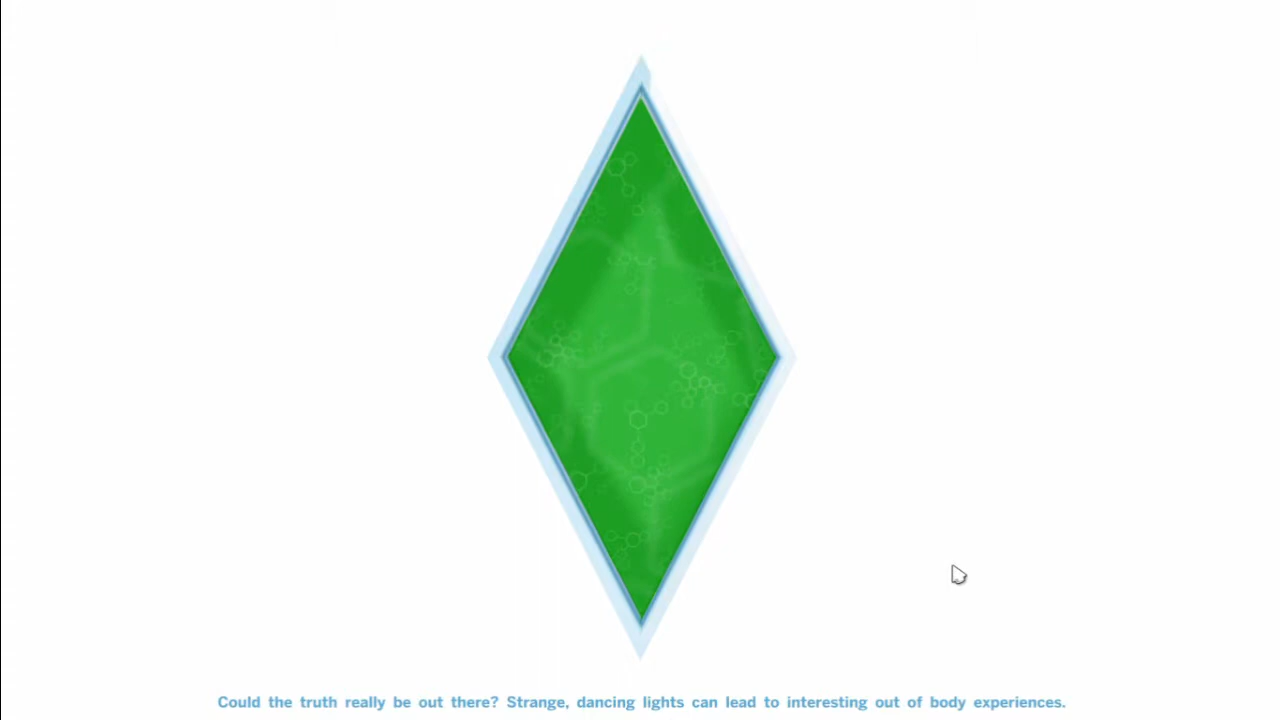 Could the truth really be out there? Strange, dancing lights can lead to interesting out of body experiences.